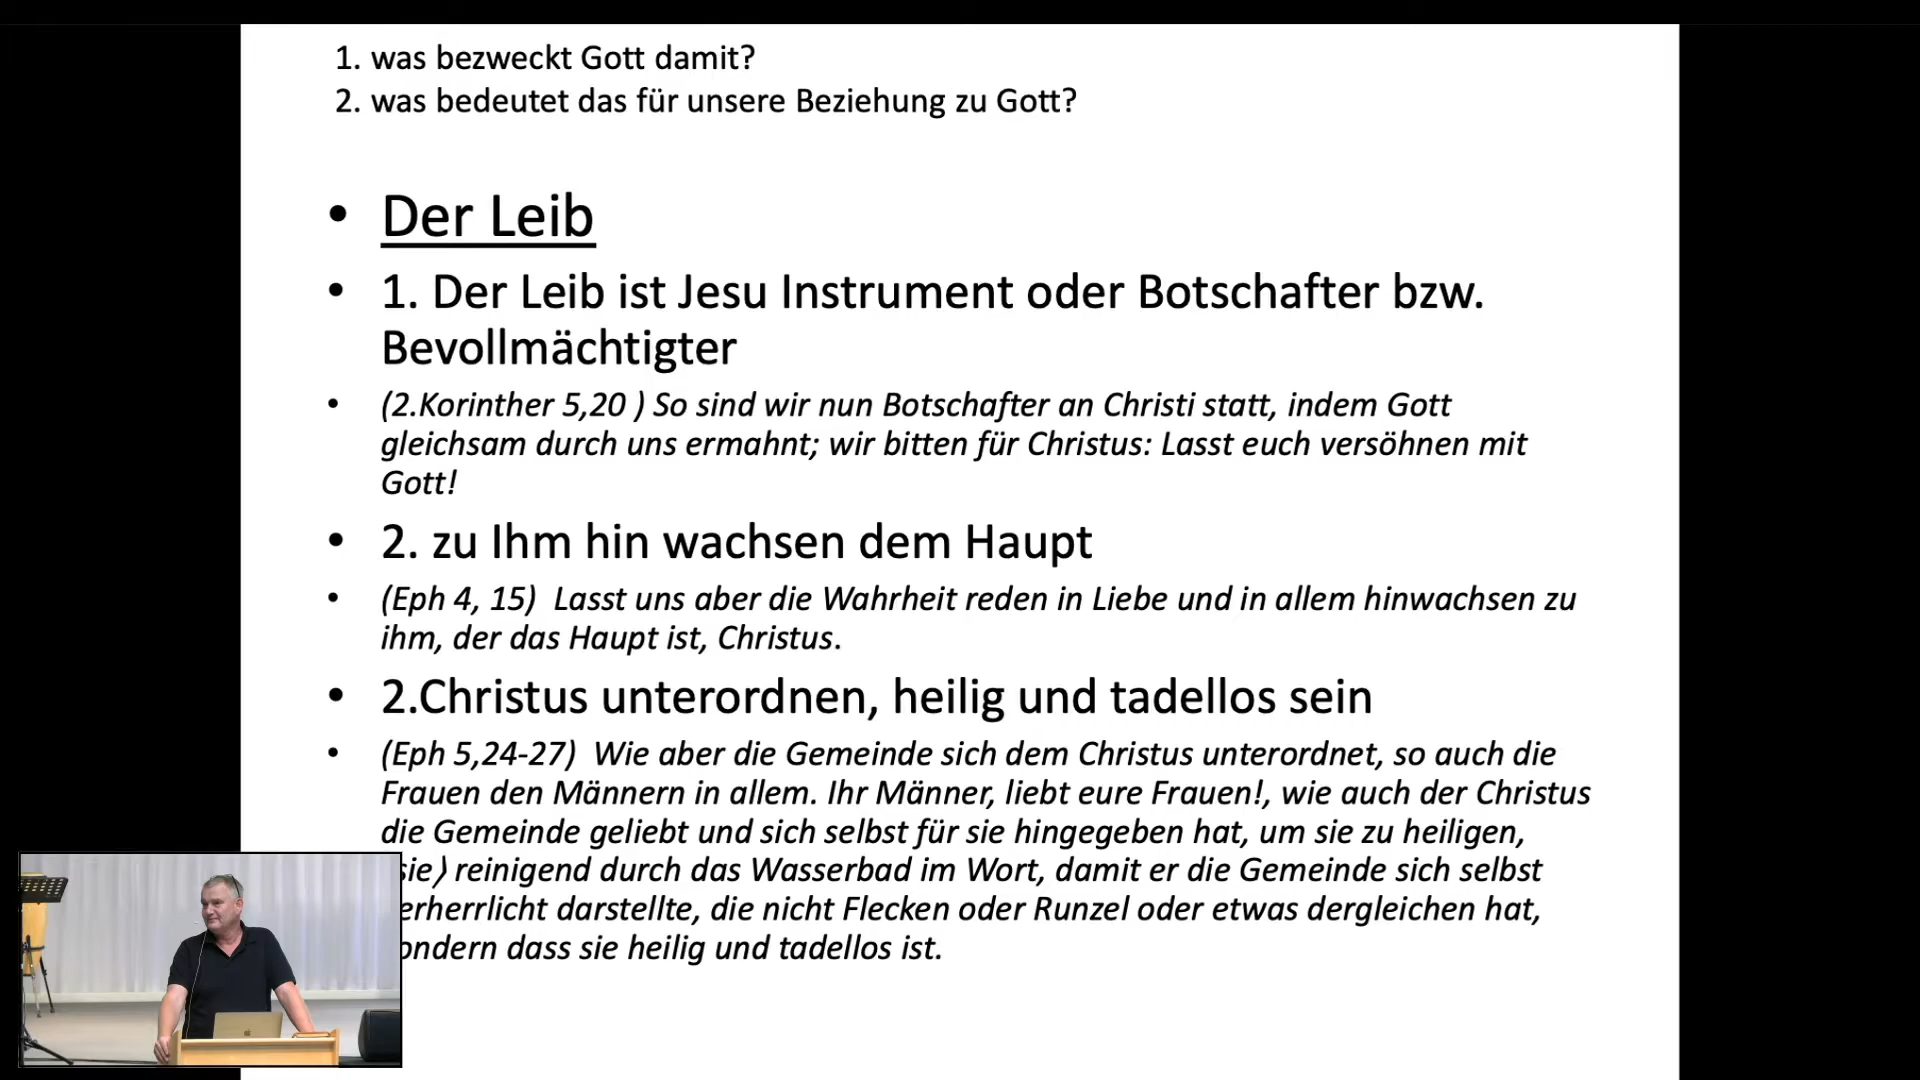 1. was bezweckt Gott damit?
2. was bedeutet das für unsere Beziehung zu Gott?
• Der Leib
• 1. Der Leib ist Jesu Instrument oder Botschafter bzw.
Bevollmächtigter
• (2.Korinther 5,20 ) So sind wir nun Botschafter an Christi statt, indem Gott
gleichsam durch uns ermahnt; wir bitten für Christus: Lasst euch versöhnen mit
Gott!
• 2. zu Ihm hin wachsen dem Haupt
• (Eph 4, 15) Lasst uns aber die Wahrheit reden in Liebe und in allem hinwachsen zu
ihm, der das Haupt ist, Christus.
• 2.Christus unterordnen, heilig und tadellos sein
• (Eph 5,24-27) Wie aber die Gemeinde sich dem Christus unterordnet, so auch die
Frauen den Männern in allem. Ihr Männer, liebt eure Frauen!, wie auch der Christus
die Gemeinde geliebt und sich selbst für sie hingegeben hat, um sie zu heiligen,
sie⟩ reinigend durch das Wasserbad im Wort, damit er die Gemeinde sich selbst
erherrlicht darstellte, die nicht Flecken oder Runzel oder etwas dergleichen hat,
ondern dass sie heilig und tadellos ist.